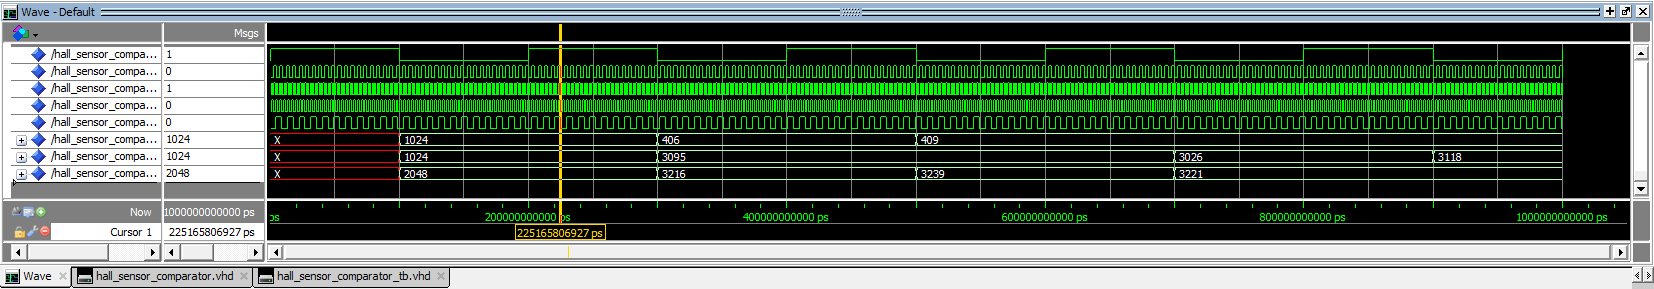 Wave - Default
Msgs
/hall_sensor_compa... 1
/hall_sensor_compa... 0
/hall_sensor_compa... 1
/hall_sensor_compa... 0
/hall_sensor_compa... 0
/hall_sensor_compa... 1024 X 1024 406 409
/hall_sensor_compa... 1024 X 1024 3095 3026 3118
/hall_sensor_compa... 2048 X 2048 3216 3239 3221
Now 1000000000000 ps ps 200000000000 ps 400000000000 ps 600000000000 ps 800000000000 ps 1000000000000 ps
Cursor 1 225165806927 ps 225165806927 ps
Wave hall_sensor_comparator.vhd hall_sensor_comparator_tb.vhd